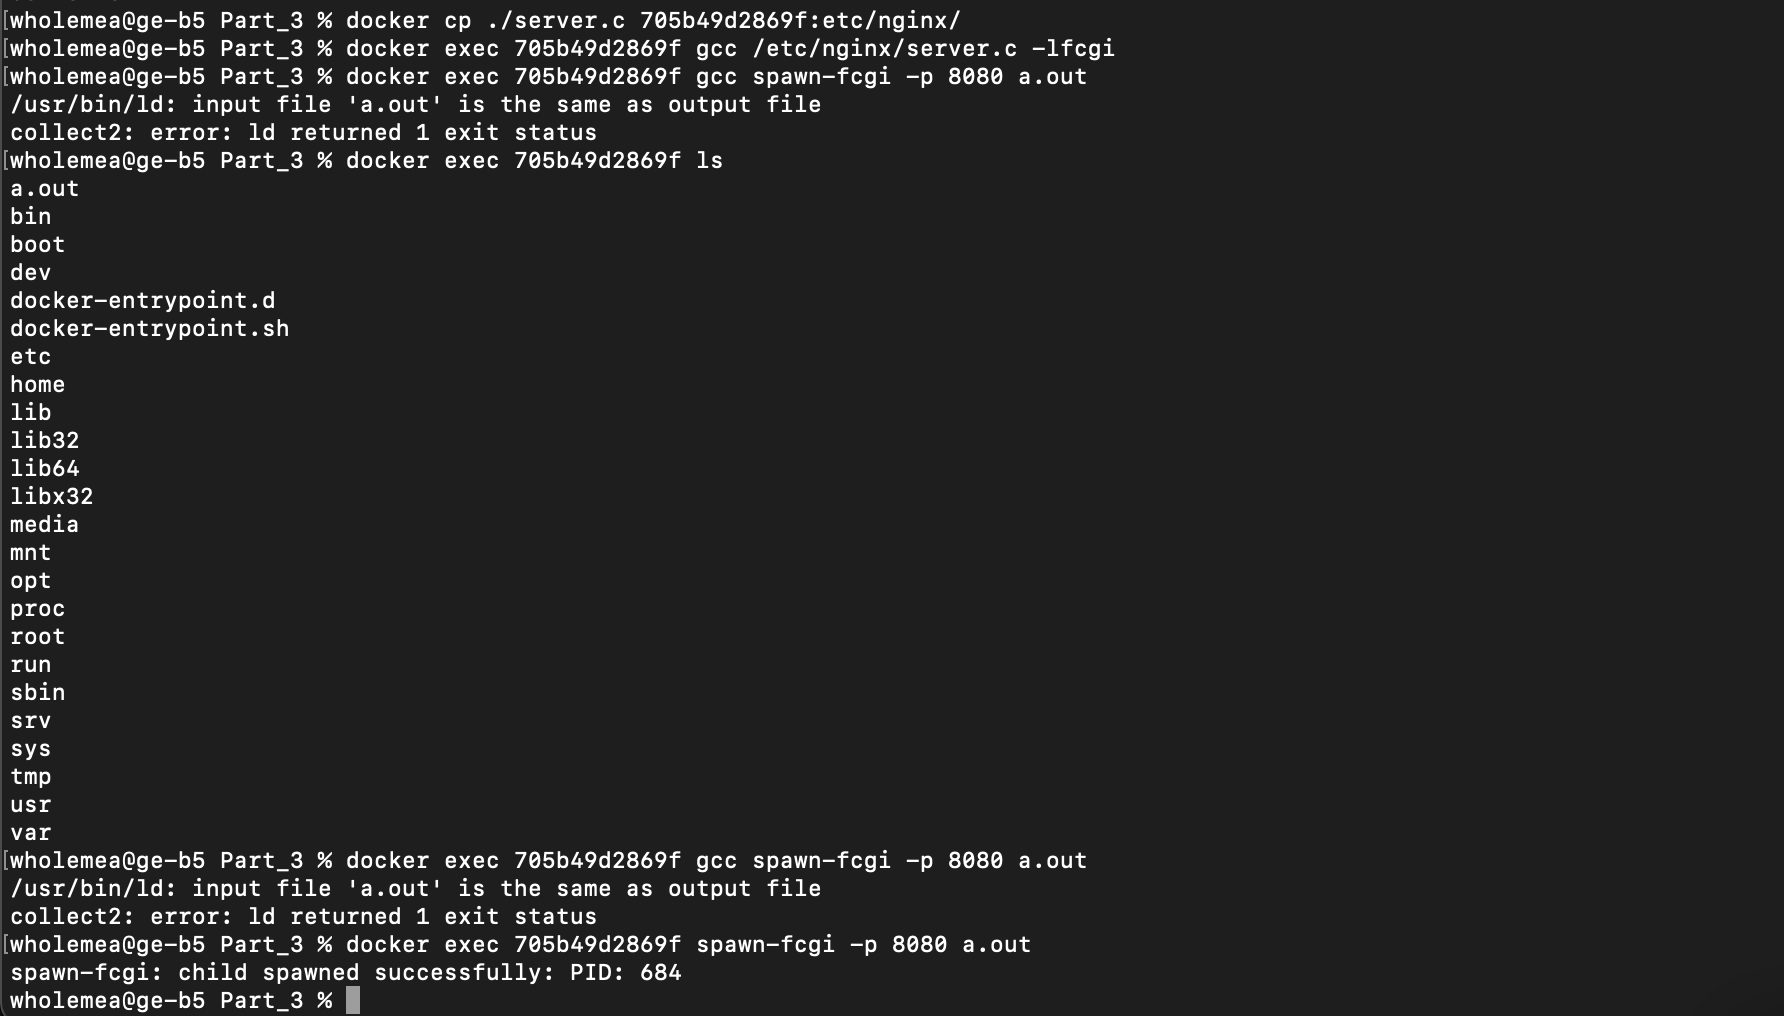 [wholemea@ge-b5 Part_3 % docker cp ./server.c 705b49d2869f:etc/nginx/
[wholemea@ge-b5 Part_3 % docker exec 705b49d2869f gcc /etc/nginx/server.c -lfcgi
[wholemea@ge-b5 Part_3 % docker exec 705b49d2869f gcc spawn-fcgi -p 8080 a.out
/usr/bin/ld: input file 'a.out' is the same as output file
collect2: error: ld returned 1 exit status
[wholemea@ge-b5 Part_3 % docker exec 705b49d2869f ls
a.out
bin
boot
dev
docker-entrypoint.d
docker-entrypoint.sh
etc
home
lib
lib32
lib64
libx32
media
mnt
opt
proc
root
run
sbin
srv
sys
tmp
usr
var
[wholemea@ge-b5 Part_3 % docker exec 705b49d2869f gcc spawn-fcgi -p 8080 a.out
/usr/bin/ld: input file 'a.out' is the same as output file
collect2: error: ld returned 1 exit status
[wholemea@ge-b5 Part_3 % docker exec 705b49d2869f spawn-fcgi -p 8080 a.out
spawn-fcgi: child spawned successfully: PID: 684
wholemea@ge-b5 Part_3 %